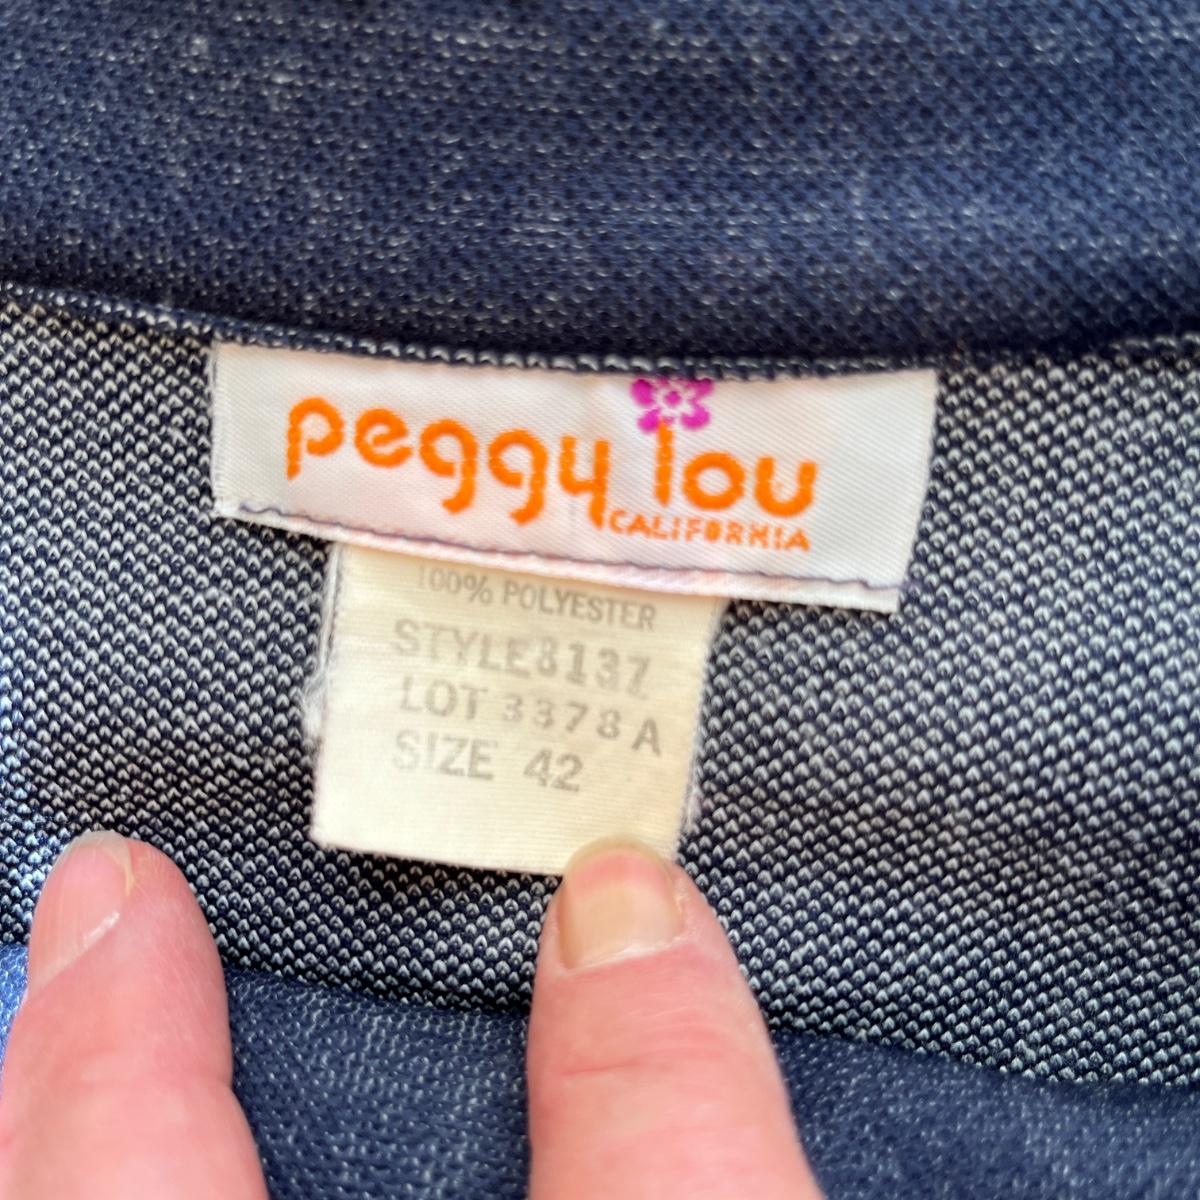 peggy lou
CALIFORNIA
100% POLYESTER
STYLE 8137
LOT 3378 A
SIZE 42